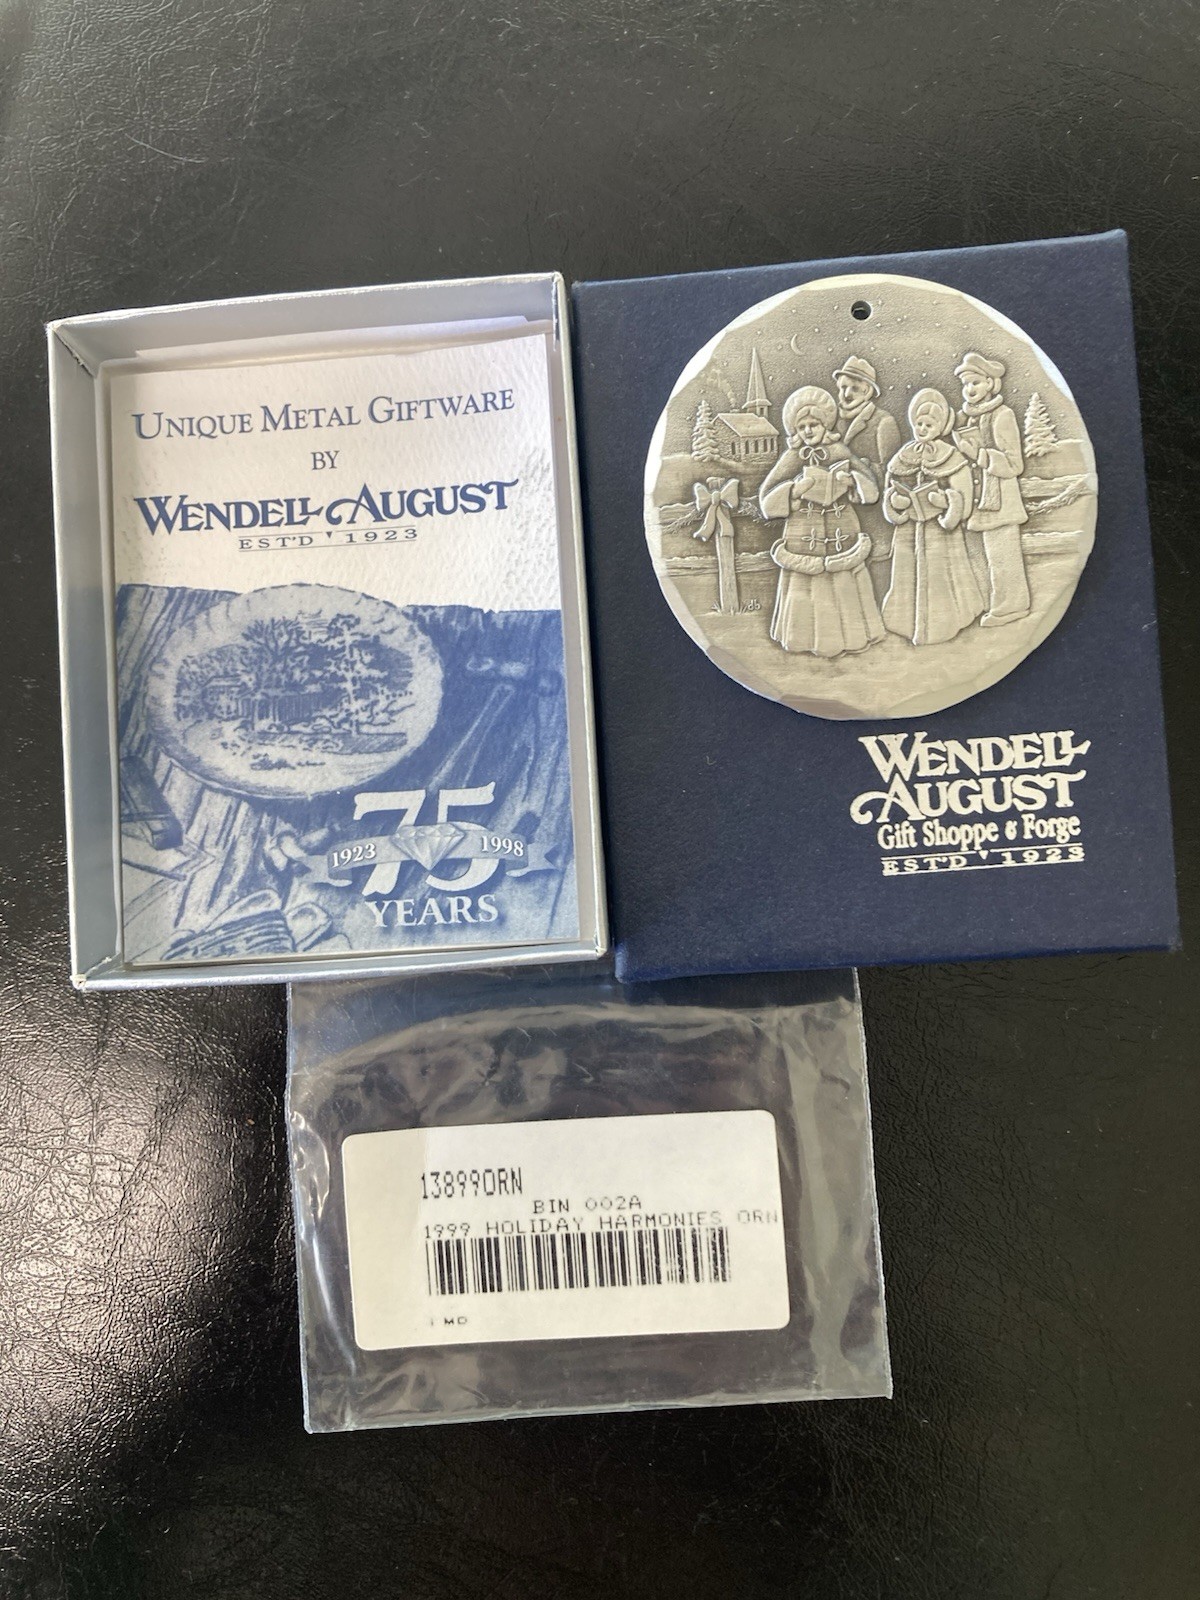 UNIQUE METAL GIFTWARE
BY
WENDELL AUGUST
EST'D 1923
75
1923 1998
YEARS
db
WENDELL
AUGUST
Gift Shoppe & Forge
EST'D 1923
13899ORN
BIN 002A
1999 HOLIDAY HARMONIES ORN